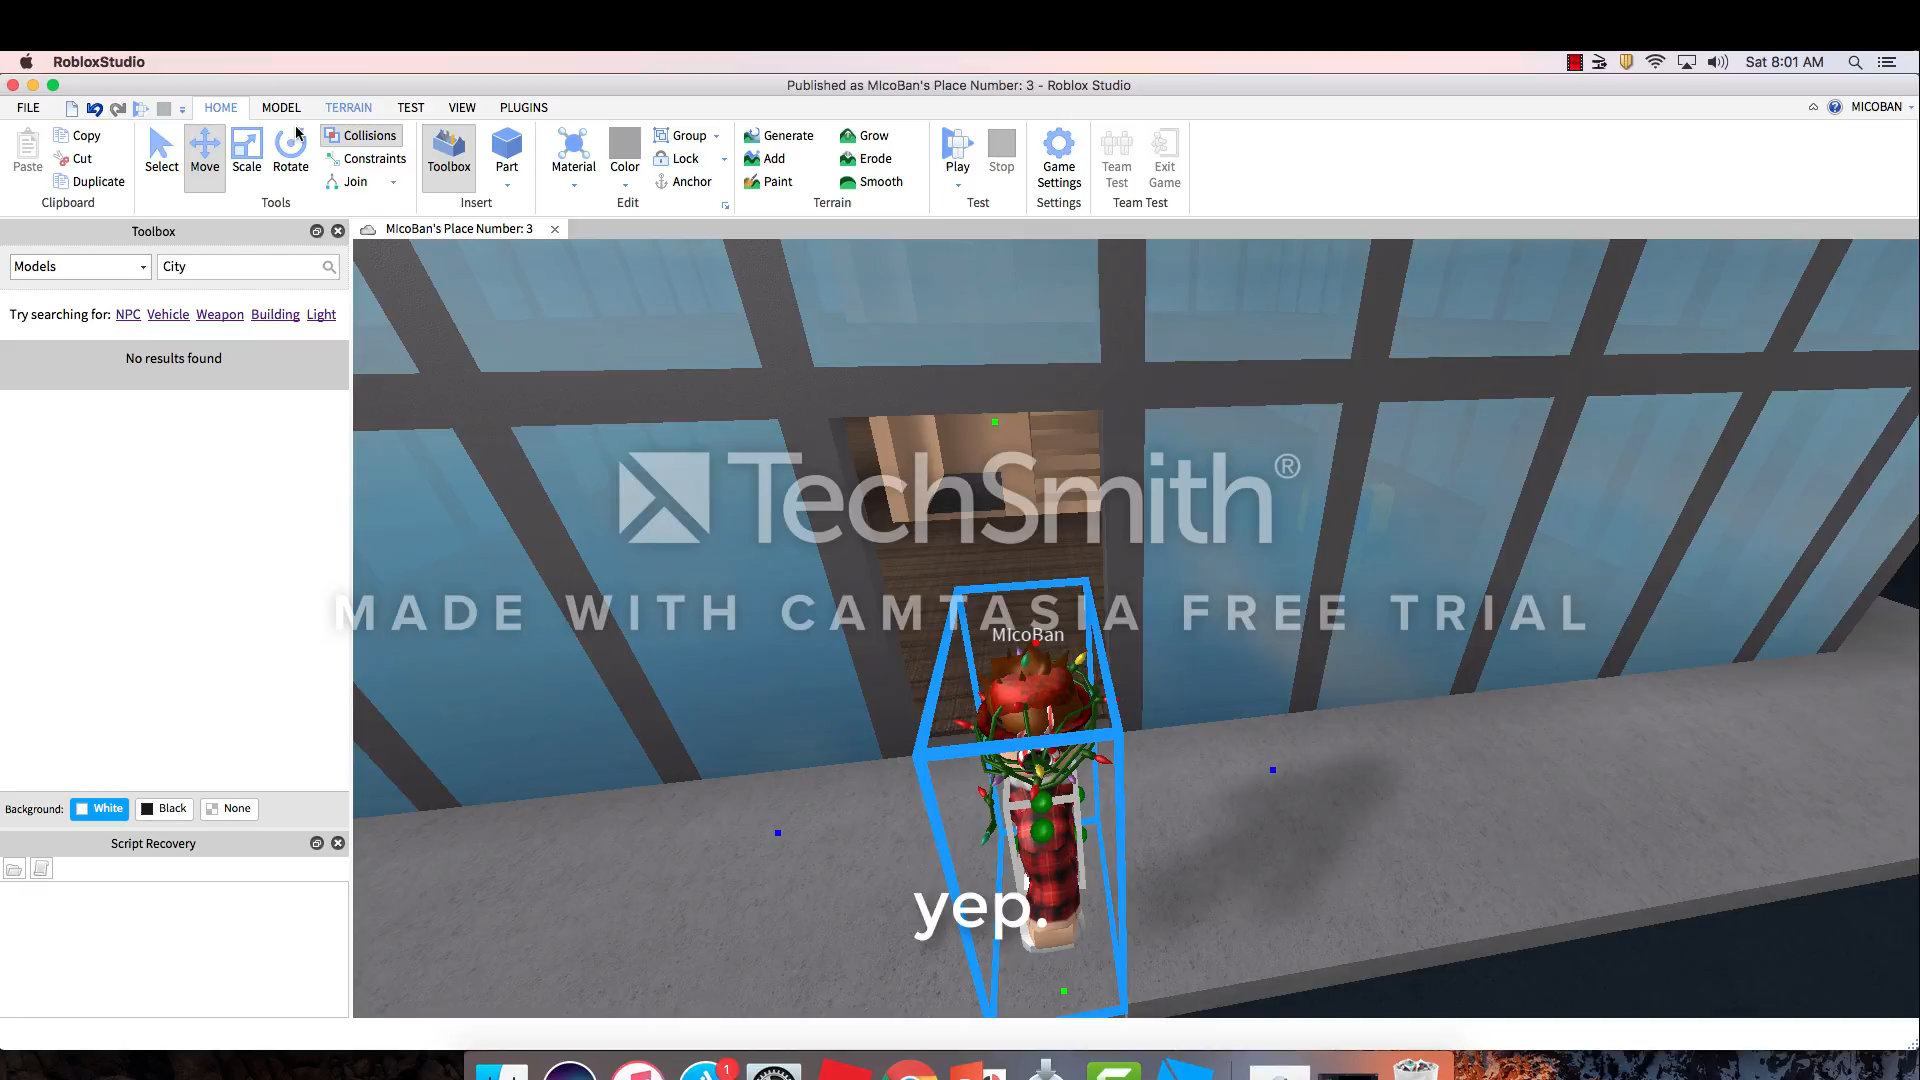 RobloxStudio
Sat 8:01 AM
Published as MIcoBan's Place Number: 3 - Roblox Studio
FILE HOME MODEL TERRAIN TEST VIEW PLUGINS
MICOBAN
Paste
Copy
Cut
Duplicate
Clipboard
Select
Move
Scale
Rotate
Collisions
Constraints
Join
Tools
Toolbox
Part
Insert
Material
Color
Group
Lock
Anchor
Edit
Generate
Add
Paint
Grow
Erode
Smooth
Terrain
Play
Stop
Test
Game
Settings
Settings
Team
Test
Exit
Game
Team Test
Toolbox
MIcoBan's Place Number: 3
Models
City
Try searching for: NPC Vehicle Weapon Building Light
No results found
TechSmith®
MADE WITH CAMTASIA FREE TRIAL
MIcoBan
yep.
Background: White Black None
Script Recovery
1